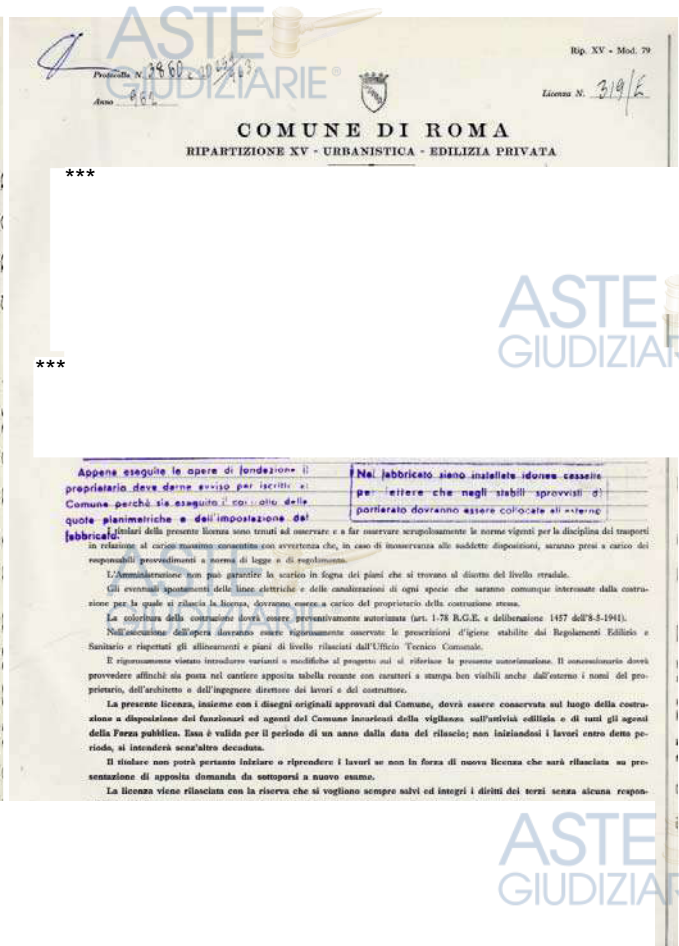 ASTE GIUDIZIARIE®
Rip. XV - Mod. 79
Protocollo N. 3860
Anno 962
Licenza N. 319/E
COMUNE DI ROMA
RIPARTIZIONE XV - URBANISTICA - EDILIZIA PRIVATA
***
ASTE
GIUDIZIA
***
Appena eseguite le opere di fondazione il
proprietario deve darne avviso per iscritto al
Comune perchè sia eseguito il controllo delle
quote planimetriche e dell'impostazione del
fabbricato.
Nel fabbricato siano installate idonee cassette
per lettere che negli stabili sprovvisti di
portierato dovranno essere collocate all'esterno
I titolari della presente licenza sono tenuti ad osservare e a far osservare scrupolosamente le norme vigenti per la disciplina dei trasporti
in relazione al carico massimo consentito con avvertenza che, in caso di inosservanza alle suddette disposizioni, saranno presi a carico dei
responsabili provvedimenti a norma di legge e di regolamento.
L'Amministrazione non può garantire lo scarico in fogna dei piani che si trovano al disotto del livello stradale.
Gli eventuali spostamenti delle linee elettriche e delle canalizzazioni di ogni specie che saranno comunque interessate dalla costru-
zione per la quale si rilascia la licenza, dovranno essere a carico del proprietario della costruzione stessa.
La coloritura della costruzione dovrà essere preventivamente autorizzata (art. 1-78 R.G.E. e deliberazione 1457 dell'8-5-1941).
Nell'esecuzione dell'opera dovranno essere rigorosamente osservate le prescrizioni d'igiene stabilite dai Regolamenti Edilizio e
Sanitario e rispettati gli allineamenti e piani di livello rilasciati dall'Ufficio Tecnico Comunale.
È rigorosamente vietato introdurre varianti o modifiche al progetto cui si riferisce la presente autorizzazione. Il concessionario dovrà
provvedere affinchè sia posta nel cantiere apposita tabella recante con caratteri a stampa ben visibili anche dall'esterno i nomi del pro-
prietario, dell'architetto o dell'ingegnere direttore dei lavori e del costruttore.
La presente licenza, insieme con i disegni originali approvati dal Comune, dovrà essere conservata sul luogo della costru-
zione a disposizione dei funzionari ed agenti del Comune incaricati della vigilanza sull'attività edilizia e di tutti gli agenti
della Forza pubblica. Essa è valida per il periodo di un anno dalla data del rilascio; non iniziandosi i lavori entro detto pe-
riodo, si intenderà senz'altro decaduta.
Il titolare non potrà pertanto iniziare o riprendere i lavori se non in forza di nuova licenza che sarà rilasciata su pre-
sentazione di apposita domanda da sottoporsi a nuovo esame.
La licenza viene rilasciata con la riserva che si vogliano sempre salvi ed integri i diritti dei terzi senza alcuna respon-
ASTE
GIUDIZIARIE
ASTE
GIUDIZIA